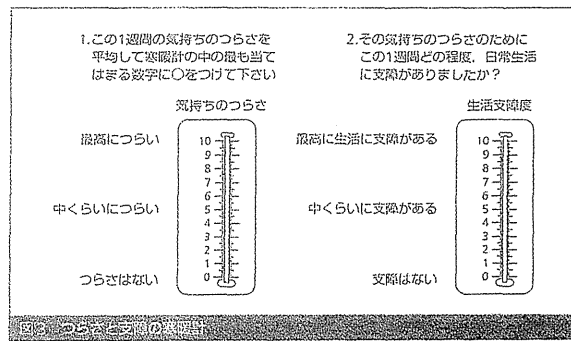 1.この1週間の気持ちのつらさを
平均して寒暖計の中の最も当て
はまる数字に○をつけて下さい
気持ちのつらさ
最高につらい
中くらいにつらい
つらさはない
10
9
8
7
6
5
4
3
2
1
0
2.その気持ちのつらさのために
この1週間どの程度，日常生活
に支障がありましたか？
生活支障度
最高に生活に支障がある
中くらいに支障がある
支障はない
10
9
8
7
6
5
4
3
2
1
0
図3 つらさと支障の寒暖計